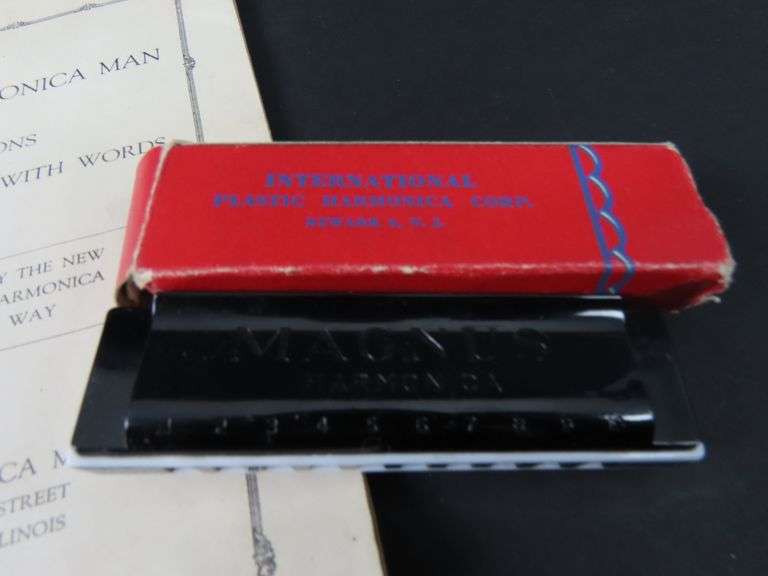 ONICA MAN
ONS
WITH WORDS
Y THE NEW
ARMONICA
WAY
CA M
STREET
LINOIS
INTERNATIONAL
PLASTIC HARMONICA CORP.
NEWARK 5, N. J.
MAGNUS
HARMONICA
1 2 3 4 5 6 7 8 9 10